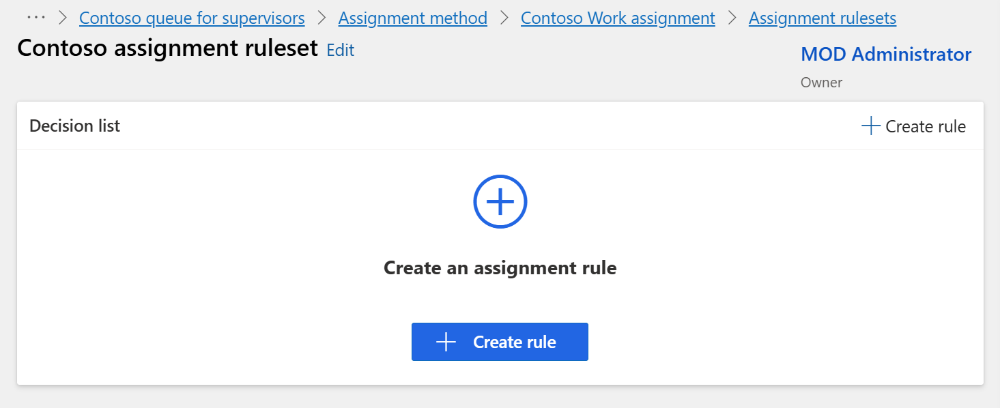 ··· > Contoso queue for supervisors > Assignment method > Contoso Work assignment > Assignment rulesets
Contoso assignment ruleset Edit
MOD Administrator
Owner
Decision list
+ Create rule
Create an assignment rule
+ Create rule